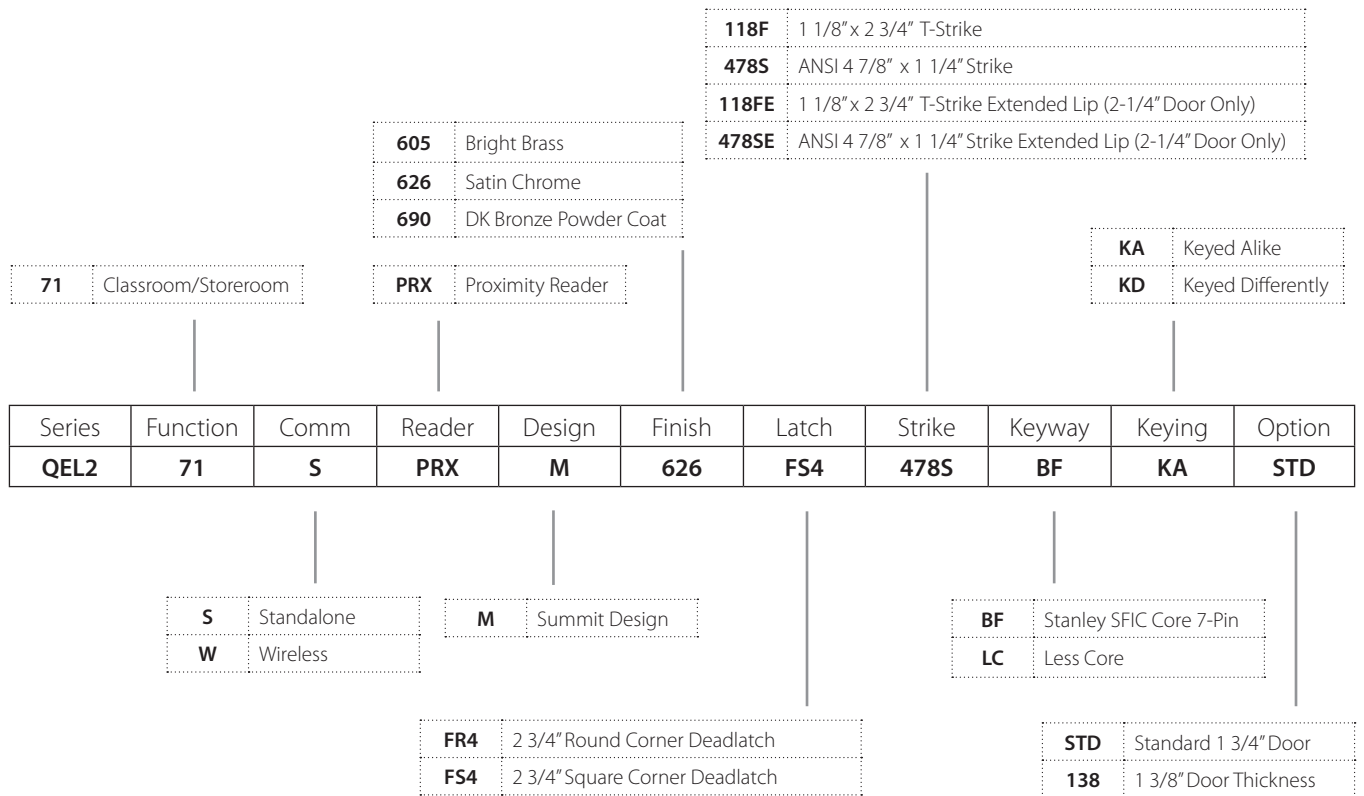 118F 1 1/8” x 2 3/4” T-Strike
478S ANSI 4 7/8” x 1 1/4” Strike
118FE 1 1/8” x 2 3/4” T-Strike Extended Lip (2-1/4” Door Only)
478SE ANSI 4 7/8” x 1 1/4” Strike Extended Lip (2-1/4” Door Only)
605 Bright Brass
626 Satin Chrome
690 DK Bronze Powder Coat
KA Keyed Alike
KD Keyed Differently
71 Classroom/Storeroom
PRX Proximity Reader
Series Function Comm Reader Design Finish Latch Strike Keyway Keying Option
QEL2 71 S PRX M 626 FS4 478S BF KA STD
S Standalone
W Wireless
M Summit Design
BF Stanley SFIC Core 7-Pin
LC Less Core
FR4 2 3/4” Round Corner Deadlatch
FS4 2 3/4” Square Corner Deadlatch
STD Standard 1 3/4” Door
138 1 3/8” Door Thickness